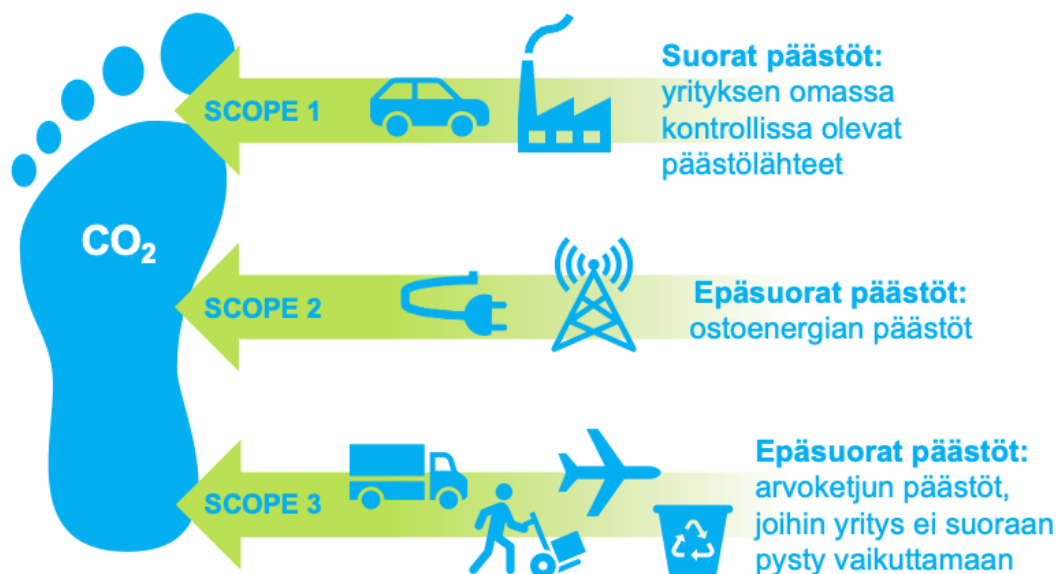 SCOPE 1
Suorat päästöt:
yrityksen omassa
kontrollissa olevat
päästölähteet
CO₂
SCOPE 2
Epäsuorat päästöt:
ostoenergian päästöt
SCOPE 3
Epäsuorat päästöt:
arvoketjun päästöt,
joihin yritys ei suoraan
pysty vaikuttamaan